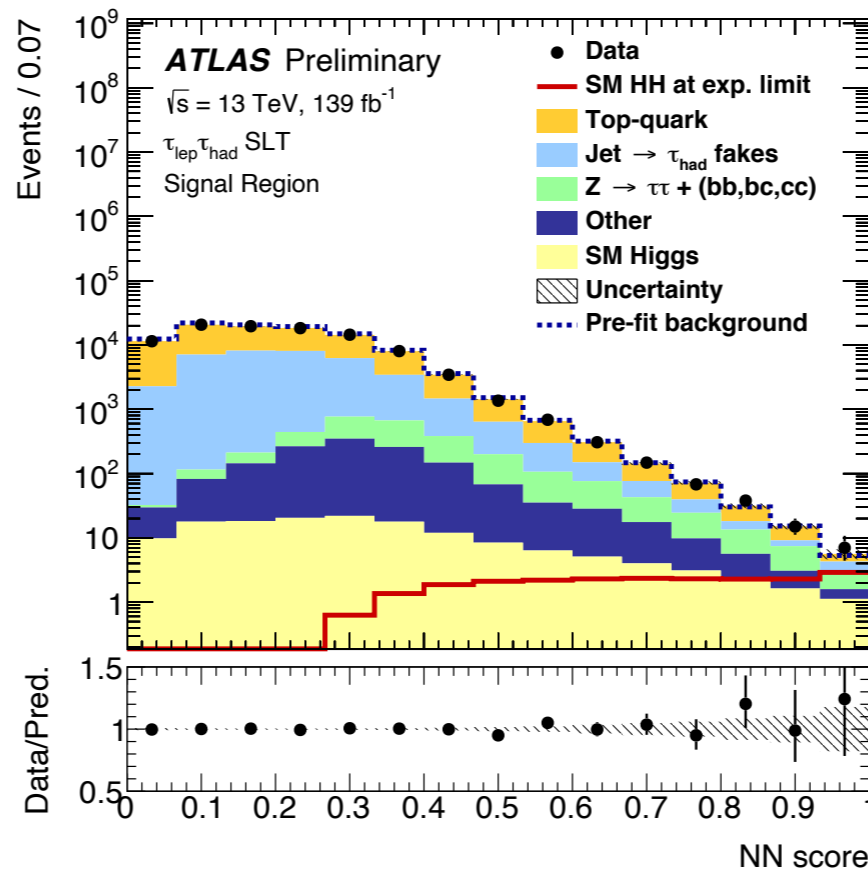 ATLAS Preliminary
√s = 13 TeV, 139 fb⁻¹
τ_lep τ_had SLT
Signal Region
Data
SM HH at exp. limit
Top-quark
Jet → τ_had fakes
Z → ττ + (bb,bc,cc)
Other
SM Higgs
Uncertainty
Pre-fit background
Events / 0.07
10⁹
10⁸
10⁷
10⁶
10⁵
10⁴
10³
10²
10
1
Data/Pred.
1.5
1
0.5
0 0.1 0.2 0.3 0.4 0.5 0.6 0.7 0.8 0.9
NN score